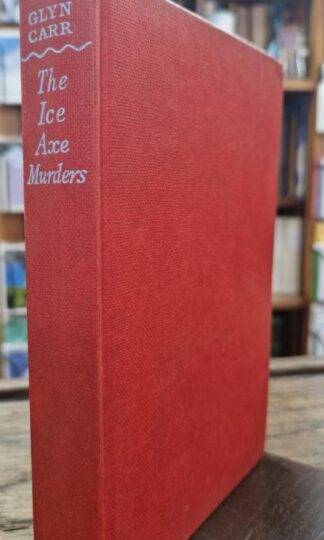 GLYN
CARR
The
Ice
Axe
Murders